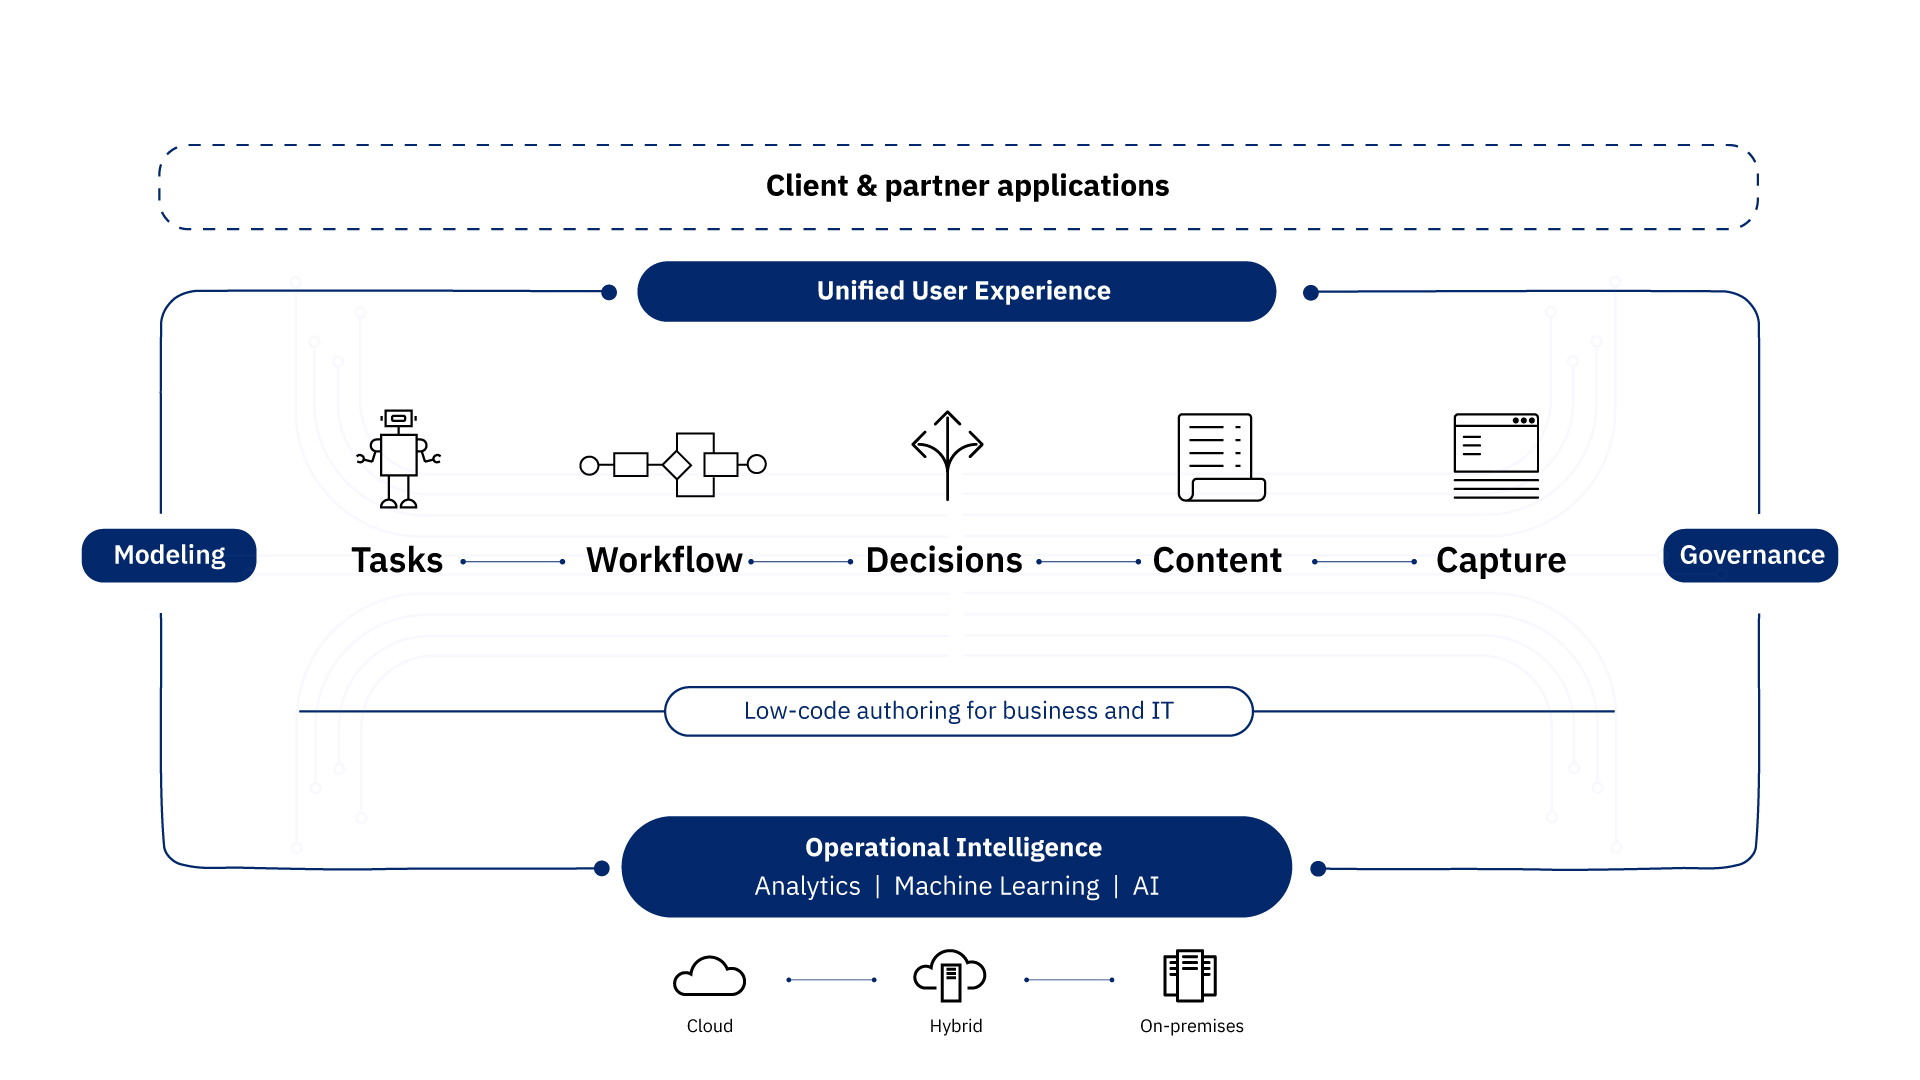 Client & partner applications
Unified User Experience
Modeling
Tasks
Workflow
Decisions
Content
Capture
Governance
Low-code authoring for business and IT
Operational Intelligence
Analytics | Machine Learning | AI
Cloud
Hybrid
On-premises